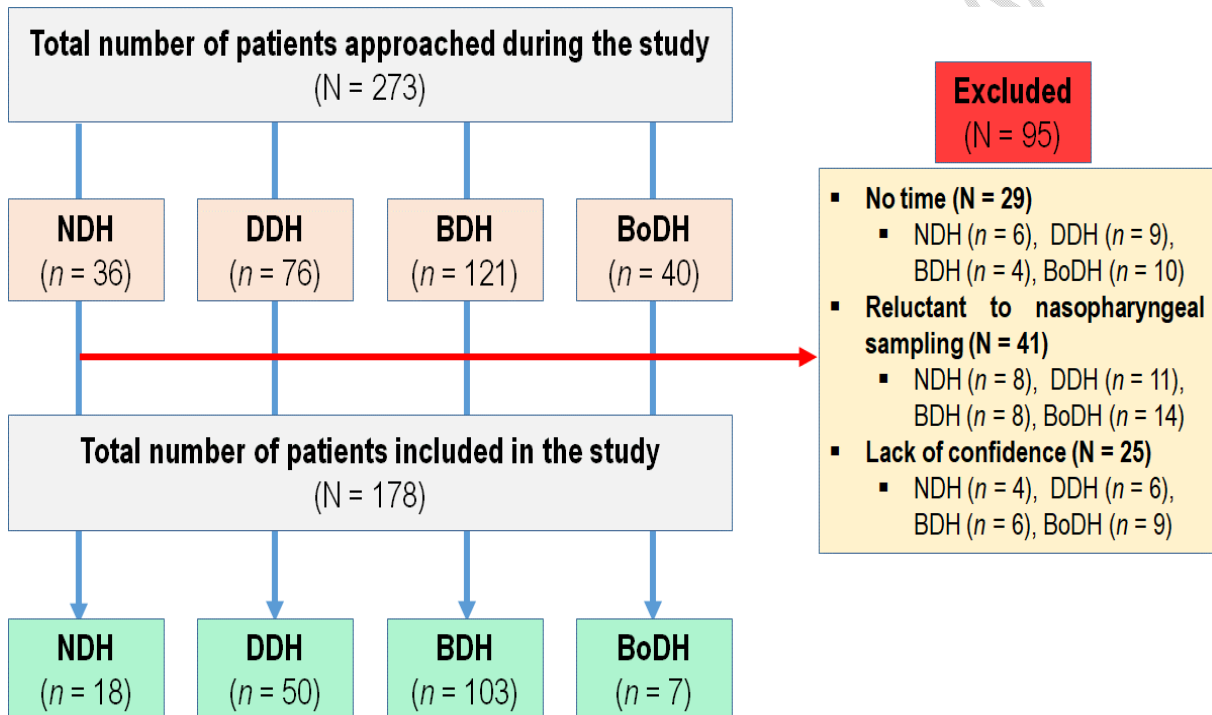 Total number of patients approached during the study
(N = 273)
NDH
(n = 36)
DDH
(n = 76)
BDH
(n = 121)
BoDH
(n = 40)
Total number of patients included in the study
(N = 178)
NDH
(n = 18)
DDH
(n = 50)
BDH
(n = 103)
BoDH
(n = 7)
Excluded
(N = 95)
▪ No time (N = 29)
▪ NDH (n = 6), DDH (n = 9),
BDH (n = 4), BoDH (n = 10)
▪ Reluctant to nasopharyngeal
sampling (N = 41)
▪ NDH (n = 8), DDH (n = 11),
BDH (n = 8), BoDH (n = 14)
▪ Lack of confidence (N = 25)
▪ NDH (n = 4), DDH (n = 6),
BDH (n = 6), BoDH (n = 9)